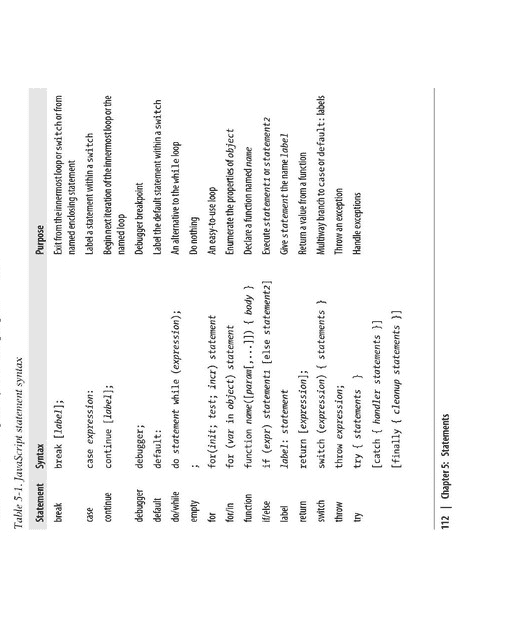 Table 5-1. JavaScript statement syntax
Statement Syntax Purpose
break break [label]; Exit from the innermost loop or switch or from
named enclosing statement
case case expression: Label a statement within a switch
continue continue [label]; Begin next iteration of the innermost loop or the
named loop
debugger debugger; Debugger breakpoint
default default: Label the default statement within a switch
do/while do statement while (expression); An alternative to the while loop
empty ; Do nothing
for for(init; test; incr) statement An easy-to-use loop
for/in for (var in object) statement Enumerate the properties of object
function function name([param[,...]]) { body } Declare a function named name
if/else if (expr) statement1 [else statement2] Execute statement1 or statement2
label label: statement Give statement the name label
return return [expression]; Return a value from a function
switch switch (expression) { statements } Multiway branch to case or default: labels
throw throw expression; Throw an exception
try try { statements } Handle exceptions
[catch { handler statements }]
[finally { cleanup statements }]
112 | Chapter 5: Statements